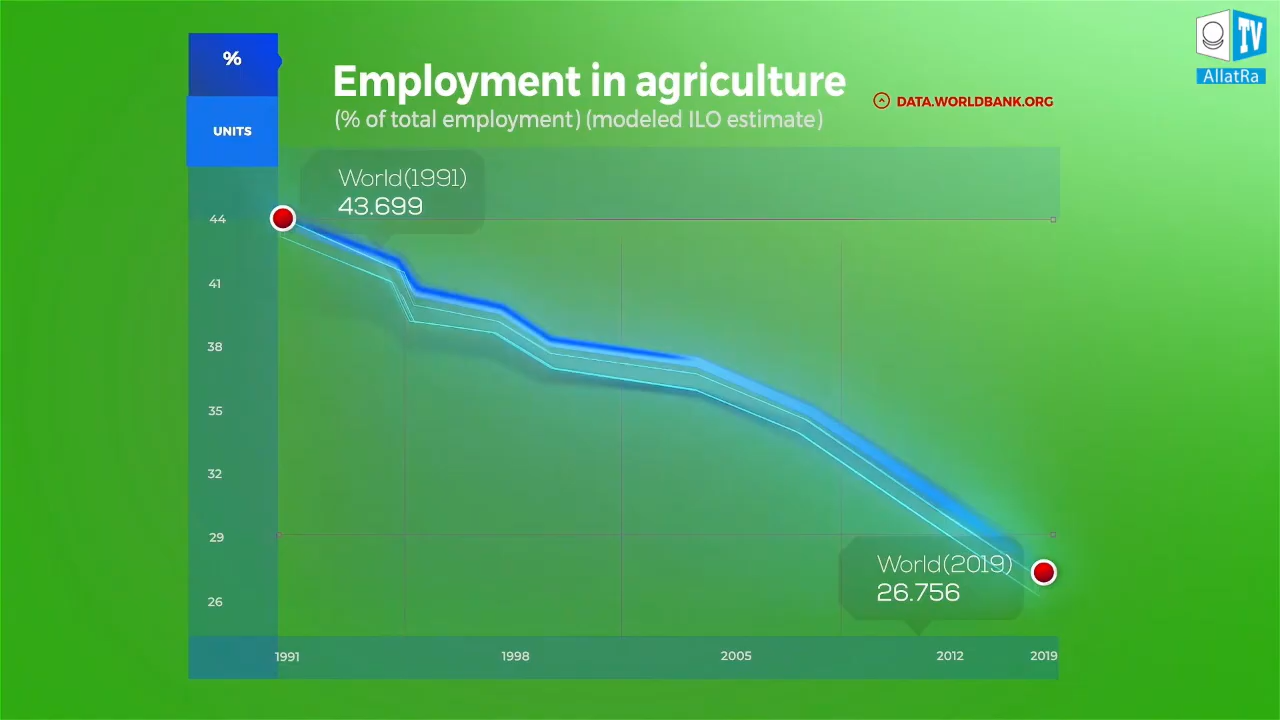 %
UNITS
Employment in agriculture
(% of total employment) (modeled ILO estimate)
DATA.WORLDBANK.ORG
TV
AllatRa
World(1991)
43.699
44
41
38
35
32
29
26
World(2019)
26.756
1991
1998
2005
2012
2019